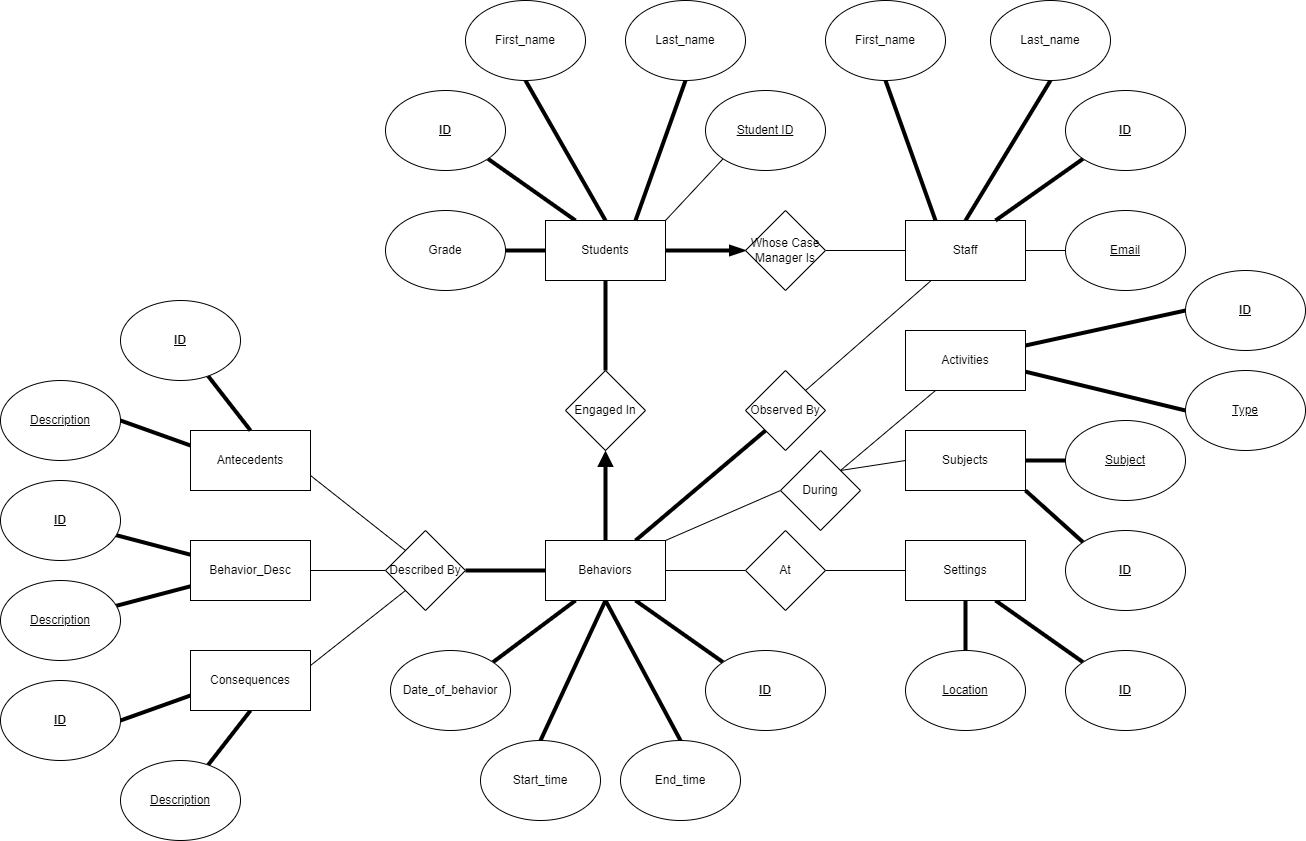 First_name
Last_name
First_name
Last_name
ID
Student ID
ID
Grade
Students
Whose Case
Manager Is
Staff
Email
ID
ID
Activities
Description
Engaged In
Observed By
Type
Antecedents
Subjects
Subject
During
ID
Behavior_Desc
Described By
Behaviors
At
Settings
ID
Description
Consequences
Date_of_behavior
ID
Location
ID
ID
Start_time
End_time
Description